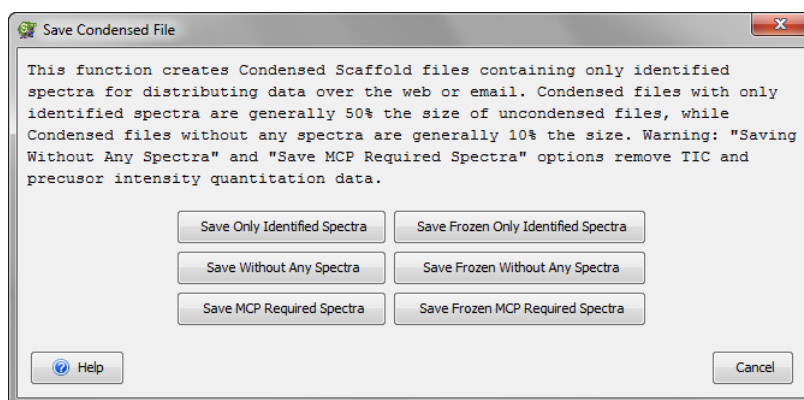 Save Condensed File
This function creates Condensed Scaffold files containing only identified
spectra for distributing data over the web or email. Condensed files with only
identified spectra are generally 50% the size of uncondensed files, while
Condensed files without any spectra are generally 10% the size. Warning: "Saving
Without Any Spectra" and "Save MCP Required Spectra" options remove TIC and
precusor intensity quantitation data.
Save Only Identified Spectra
Save Frozen Only Identified Spectra
Save Without Any Spectra
Save Frozen Without Any Spectra
Save MCP Required Spectra
Save Frozen MCP Required Spectra
Help
Cancel